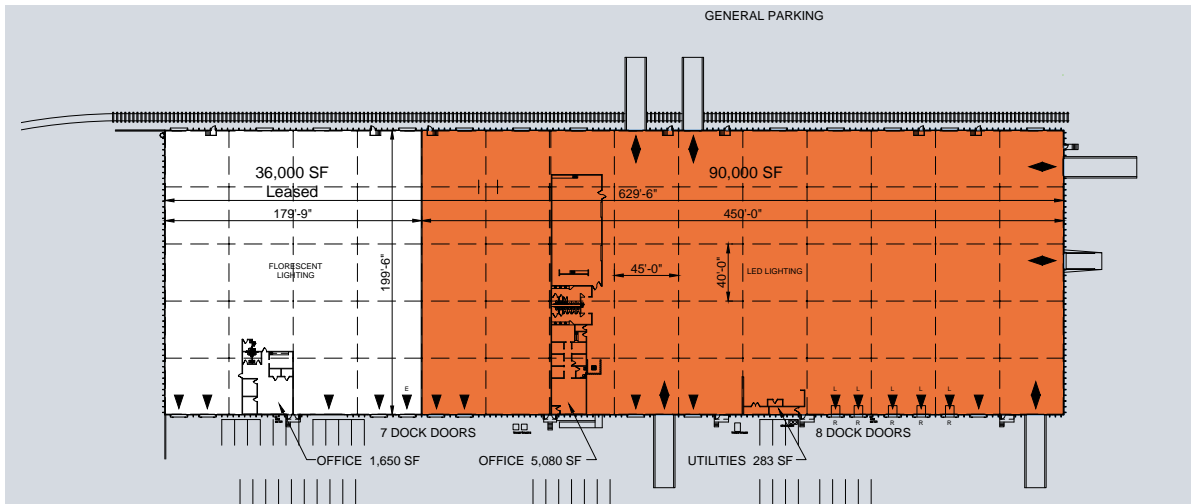 GENERAL PARKING
36,000 SF
Leased
90,000 SF
629'-6"
179'-9"
450'-0"
199'-6"
FLORESCENT
LIGHTING
45'-0"
40'-0"
LED LIGHTING
E
L L L L L
R R R R R
7 DOCK DOORS
8 DOCK DOORS
OFFICE 1,650 SF
OFFICE 5,080 SF
UTILITIES 283 SF